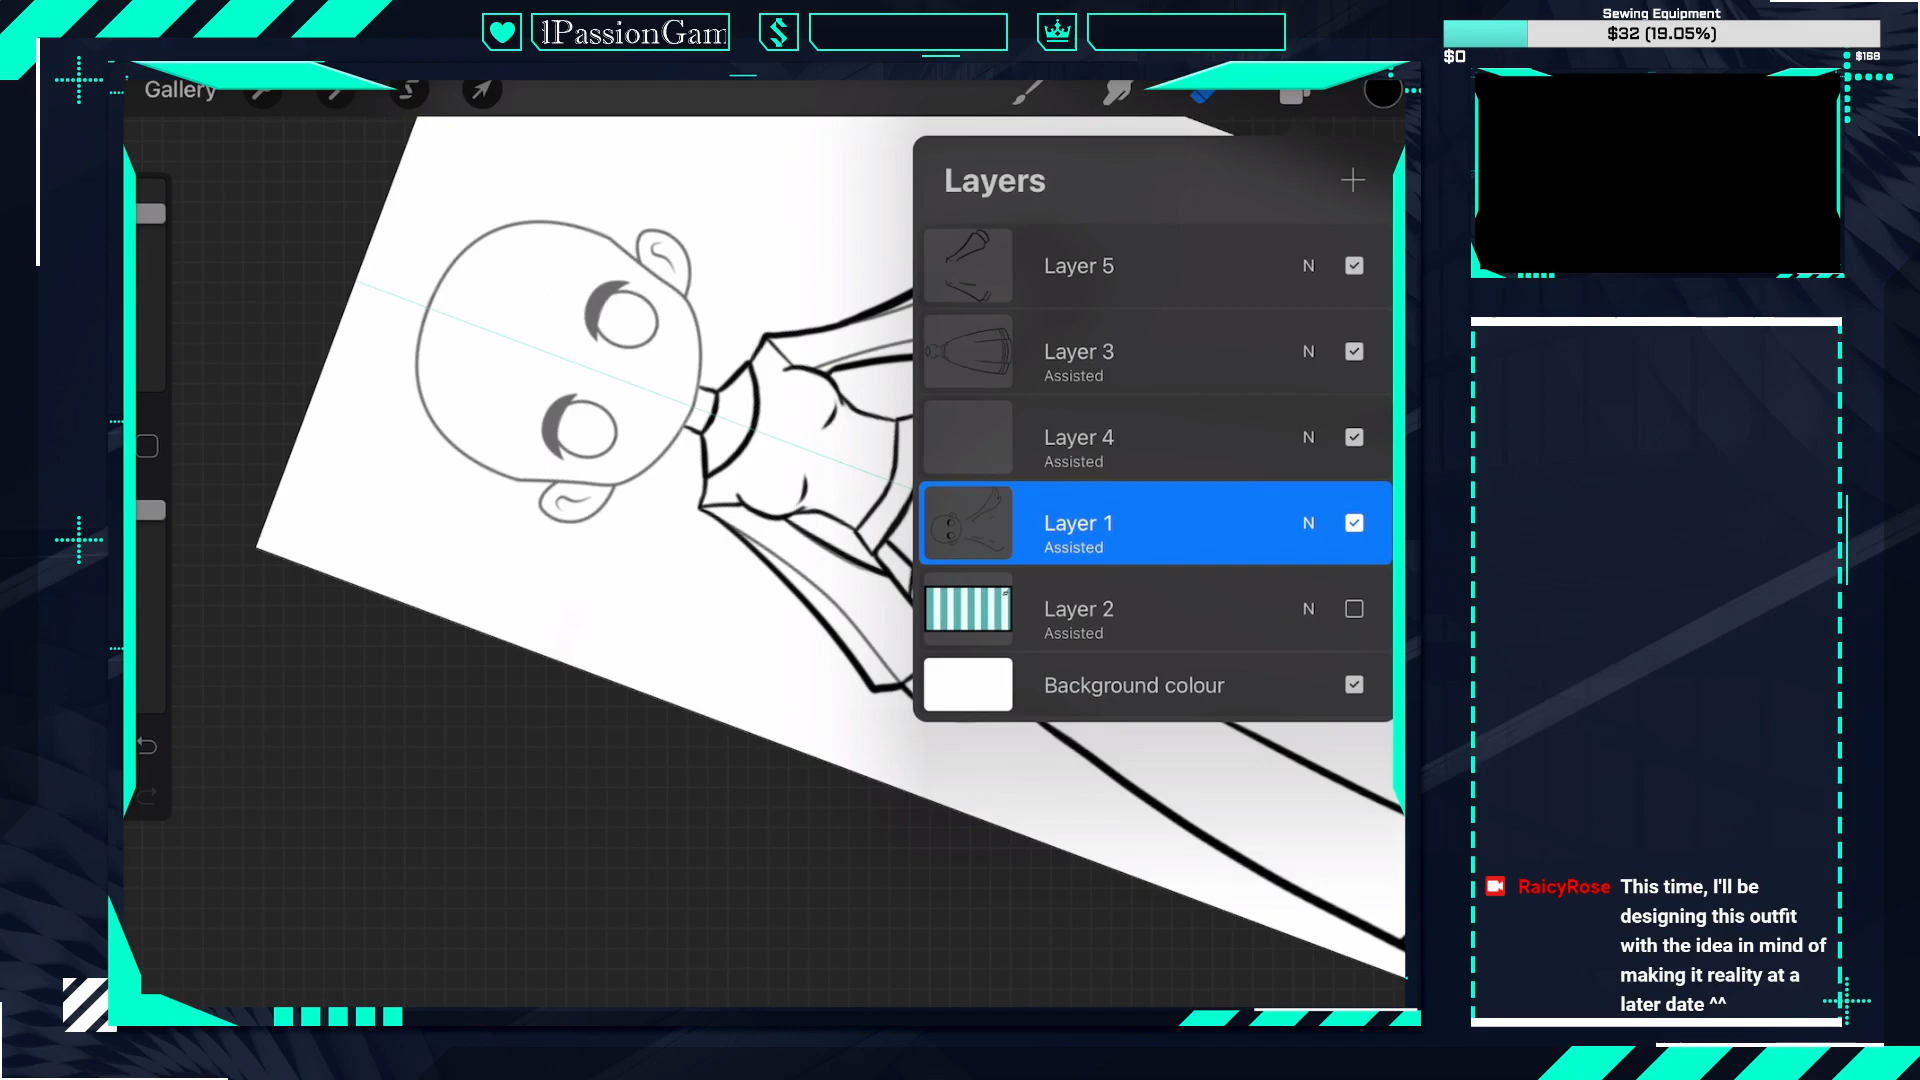 1PassionGam
Sewing Equipment
$32 (19.05%)
$0
$168
Gallery
Layers
Layer 5
N
Layer 3
N
Assisted
Layer 4
N
Assisted
Layer 1
N
Assisted
Layer 2
N
Assisted
Background colour
RaicyRose This time, I'll be
designing this outfit
with the idea in mind of
making it reality at a
later date ^^